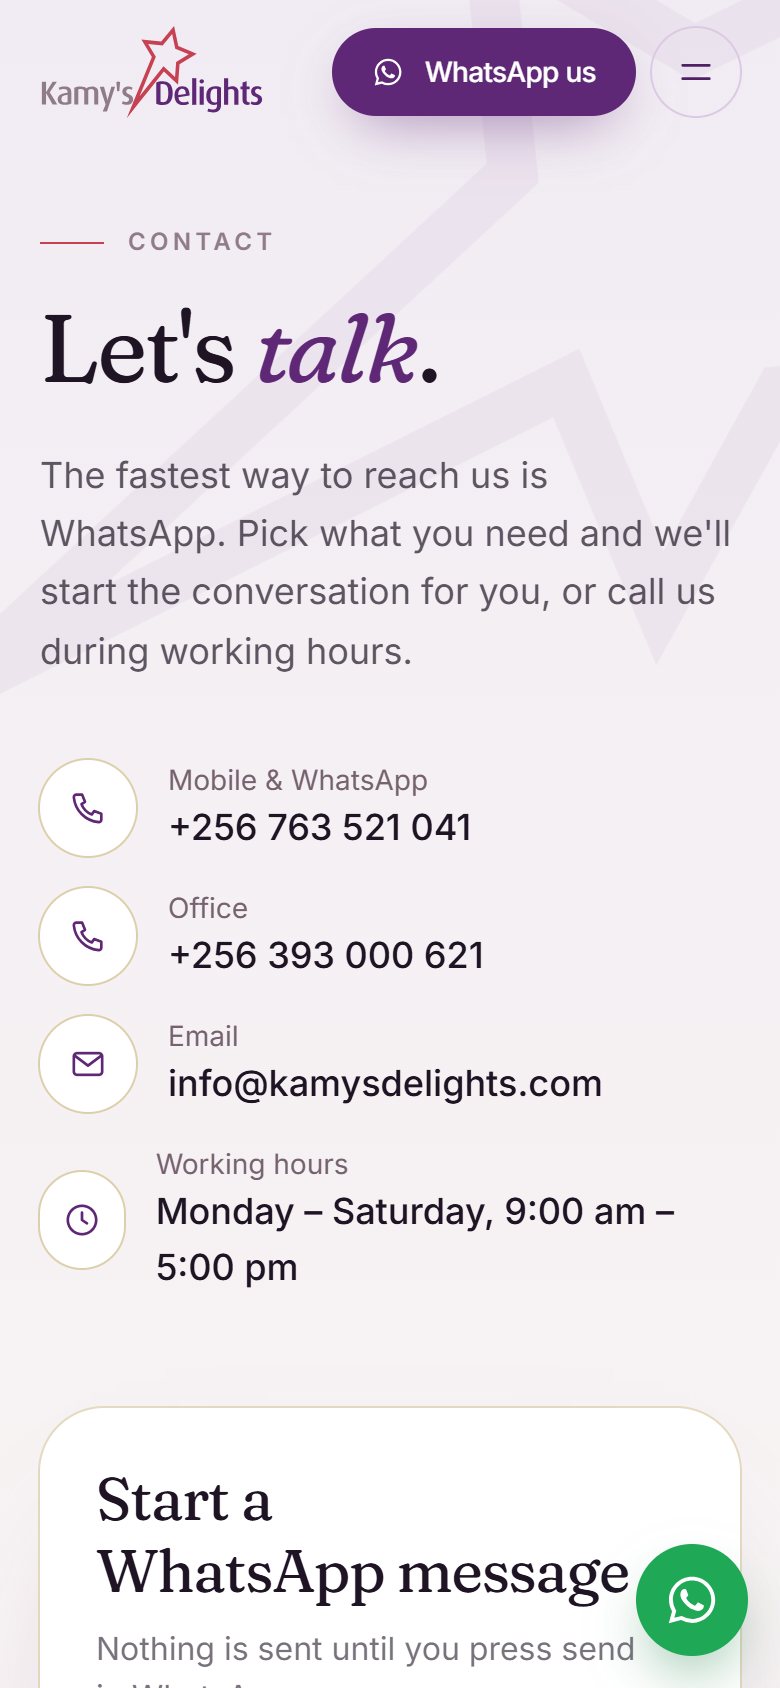 Kamy's Delights
WhatsApp us
CONTACT
Let's talk.
The fastest way to reach us is
WhatsApp. Pick what you need and we'll
start the conversation for you, or call us
during working hours.
Mobile & WhatsApp
+256 763 521 041
Office
+256 393 000 621
Email
info@kamysdelights.com
Working hours
Monday – Saturday, 9:00 am –
5:00 pm
Start a
WhatsApp message
Nothing is sent until you press send